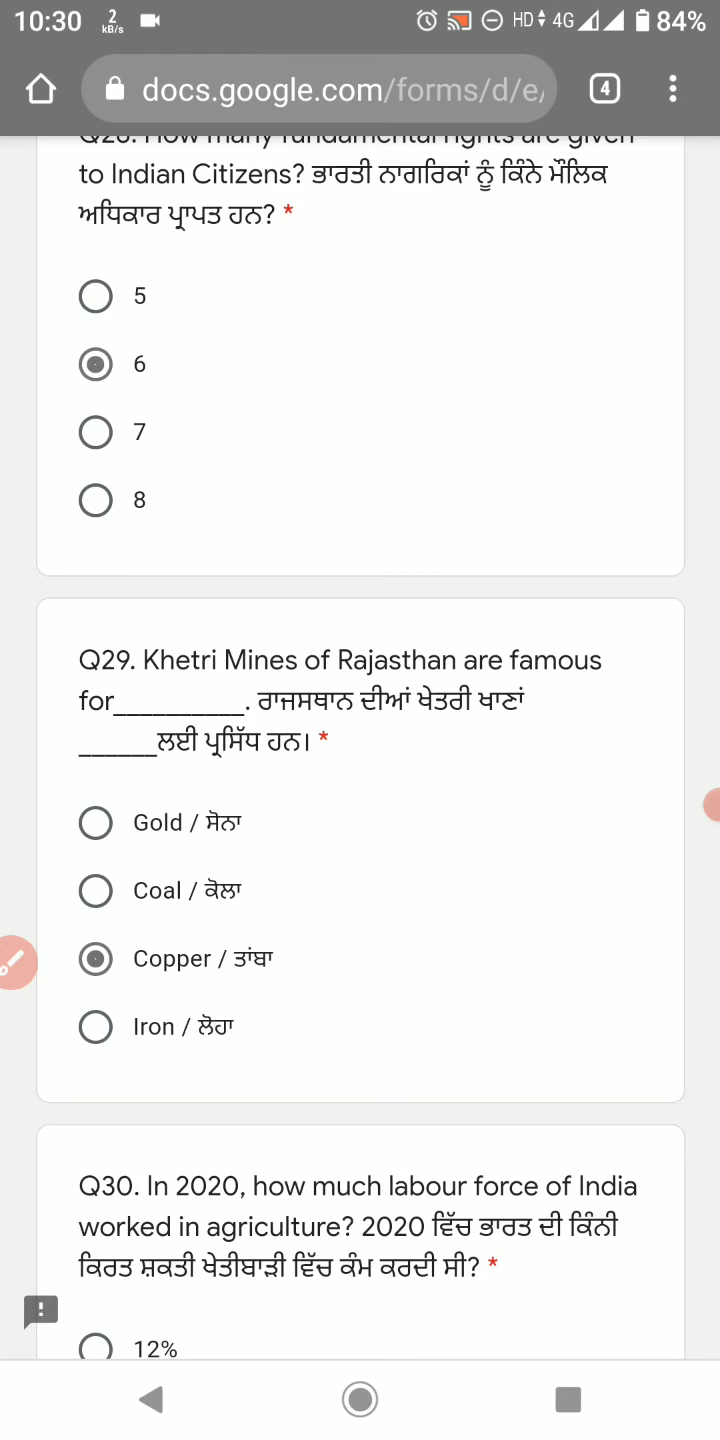 10:30 2 kB/s HD 4G 84%
docs.google.com/forms/d/e/ 4
to Indian Citizens? ਭਾਰਤੀ ਨਾਗਰਿਕਾਂ ਨੂੰ ਕਿੰਨੇ ਮੌਲਿਕ
ਅਧਿਕਾਰ ਪ੍ਰਾਪਤ ਹਨ? *
5
6
7
8
Q29. Khetri Mines of Rajasthan are famous
for__________. ਰਾਜਸਥਾਨ ਦੀਆਂ ਖੇਤਰੀ ਖਾਣਾਂ
______ਲਈ ਪ੍ਰਸਿੱਧ ਹਨ। *
Gold / ਸੋਨਾ
Coal / ਕੋਲਾ
Copper / ਤਾਂਬਾ
Iron / ਲੋਹਾ
Q30. In 2020, how much labour force of India
worked in agriculture? 2020 ਵਿੱਚ ਭਾਰਤ ਦੀ ਕਿੰਨੀ
ਕਿਰਤ ਸ਼ਕਤੀ ਖੇਤੀਬਾੜੀ ਵਿੱਚ ਕੰਮ ਕਰਦੀ ਸੀ? *
12%